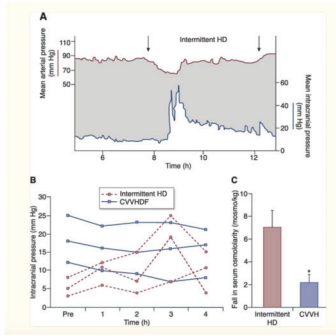 A
Intermittent HD
Mean arterial pressure
(mm Hg)
110
90
70
50
60
40
20
0
Mean intracranial pressure
(mm Hg)
6
8
10
12
Time (h)
B
Intermittent HD
CVVHDF
Intracranial pressure (mm Hg)
30
25
20
15
10
5
0
Pre
1
2
3
4
Time (h)
C
Fall in serum osmolarity (mosmo/kg)
10
8
6
4
2
0
*
Intermittent
HD
CVVH